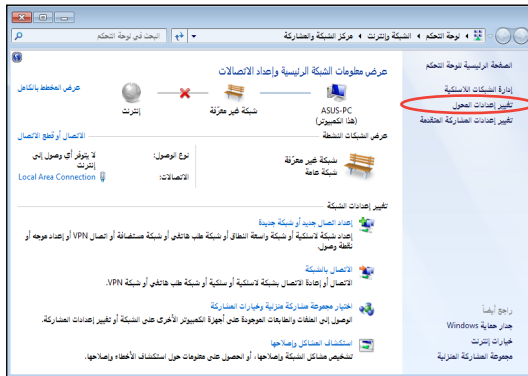 لوحة التحكم ‹ الشبكة وإنترنت ‹ مركز الشبكة والمشاركة
البحث في لوحة التحكم
الصفحة الرئيسية للوحة التحكم
إدارة الشبكات اللاسلكية
تغيير إعدادات المحول
تغيير إعدادات المشاركة المتقدمة
عرض معلومات الشبكة الرئيسية وإعداد الاتصالات
عرض المخطط بالكامل
ASUS-PC
(هذا الكمبيوتر)
شبكة غير معرّفة
إنترنت
عرض الشبكات النشطة
الاتصال أو قطع الاتصال
شبكة غير معرّفة
شبكة عامة
نوع الوصول:
لا يتوفر أي وصول إلى
إنترنت
الاتصالات:
Local Area Connection
تغيير إعدادات الشبكة
إعداد اتصال جديد أو شبكة جديدة
إعداد شبكة لاسلكية أو شبكة واسعة النطاق أو شبكة طلب هاتفي أو شبكة مستضافة أو اتصال VPN أو إعداد موجه أو
نقطة وصول.
الاتصال بالشبكة
الاتصال أو إعادة الاتصال بشبكة لاسلكية أو سلكية أو شبكة طلب هاتفي أو شبكة VPN.
اختيار مجموعة مشاركة منزلية وخيارات المشاركة
الوصول إلى الملفات والطابعات الموجودة على أجهزة الكمبيوتر الأخرى على الشبكة أو تغيير إعدادات المشاركة.
استكشاف المشاكل وإصلاحها
تشخيص مشاكل الشبكة وإصلاحها، أو الحصول على معلومات حول استكشاف الأخطاء وإصلاحها.
راجع أيضاً
جدار حماية Windows
خيارات إنترنت
مجموعة المشاركة المنزلية